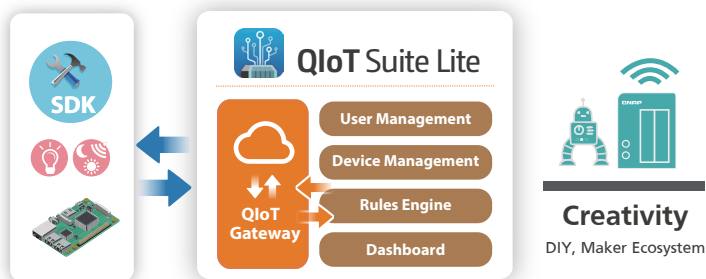 SDK
QIoT Suite Lite
QIoT
Gateway
User Management
Device Management
Rules Engine
Dashboard
QNAP
Creativity
DIY, Maker Ecosystem